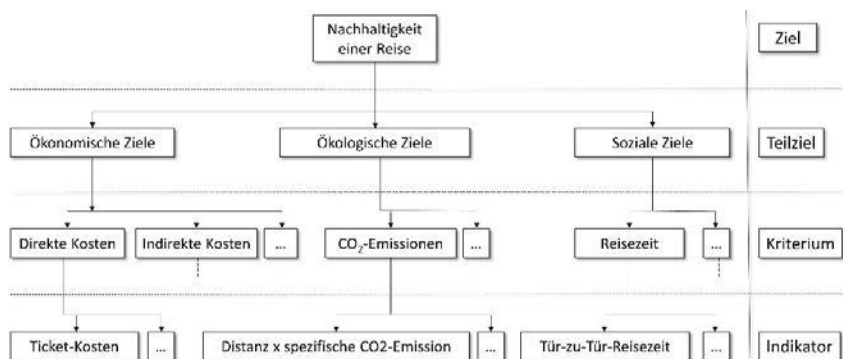 Nachhaltigkeit
einer Reise
Ziel
Ökonomische Ziele
Ökologische Ziele
Soziale Ziele
Teilziel
Direkte Kosten
Indirekte Kosten
...
CO₂-Emissionen
...
Reisezeit
...
Kriterium
Ticket-Kosten
...
Distanz x spezifische CO2-Emission
...
Tür-zu-Tür-Reisezeit
...
Indikator